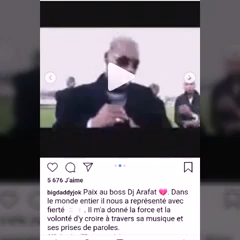 5 676 J'aime
bigdaddyjok Paix au boss Dj Arafat 💔. Dans
le monde entier il nous a représenté avec
fierté . Il m'a donné la force et la
volonté d'y croire à travers sa musique et
ses prises de paroles.